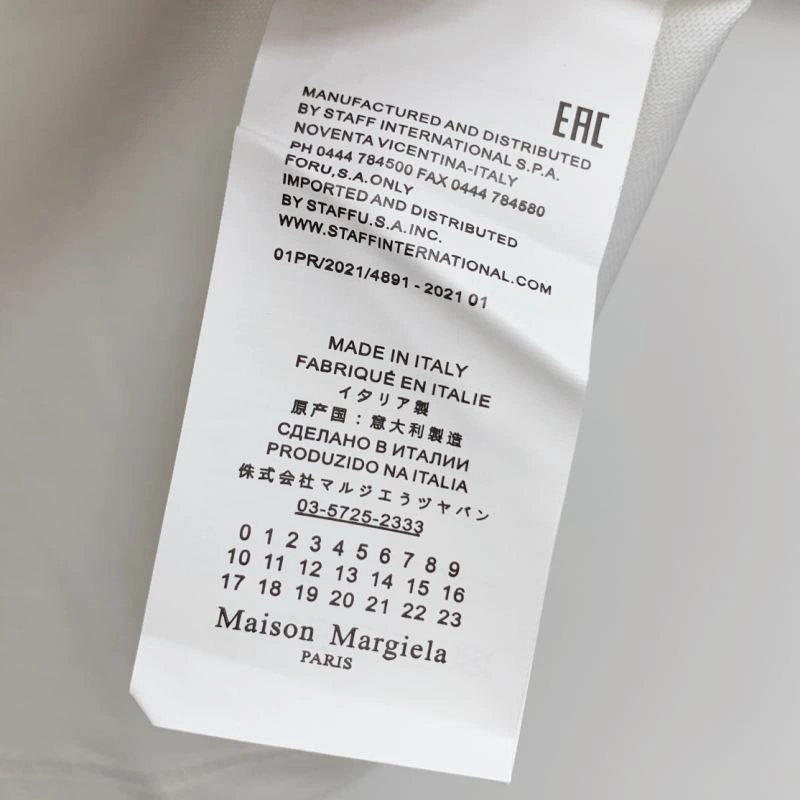 EAC
MANUFACTURED AND DISTRIBUTED
BY STAFF INTERNATIONAL S.P.A.
NOVENTA VICENTINA-ITALY
PH 0444 784500 FAX 0444 784580
FORU,S.A.ONLY
IMPORTED AND DISTRIBUTED
BY STAFFU.S.A.INC.
WWW.STAFFINTERNATIONAL.COM
01PR/2021/4891 - 2021 01
MADE IN ITALY
FABRIQUÉ EN ITALIE
イタリア製
原产国：意大利製造
СДЕЛАНО В ИТАЛИИ
PRODUZIDO NA ITALIA
侏式会社マルジエうヅヤパン
03-5725-2333
0 1 2 3 4 5 6 7 8 9
10 11 12 13 14 15 16
17 18 19 20 21 22 23
Maison Margiela
PARIS